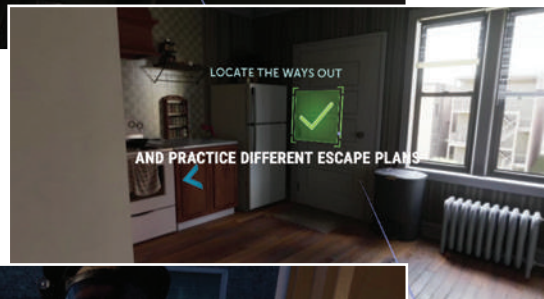 LOCATE THE WAYS OUT
AND PRACTICE DIFFERENT ESCAPE PLANS